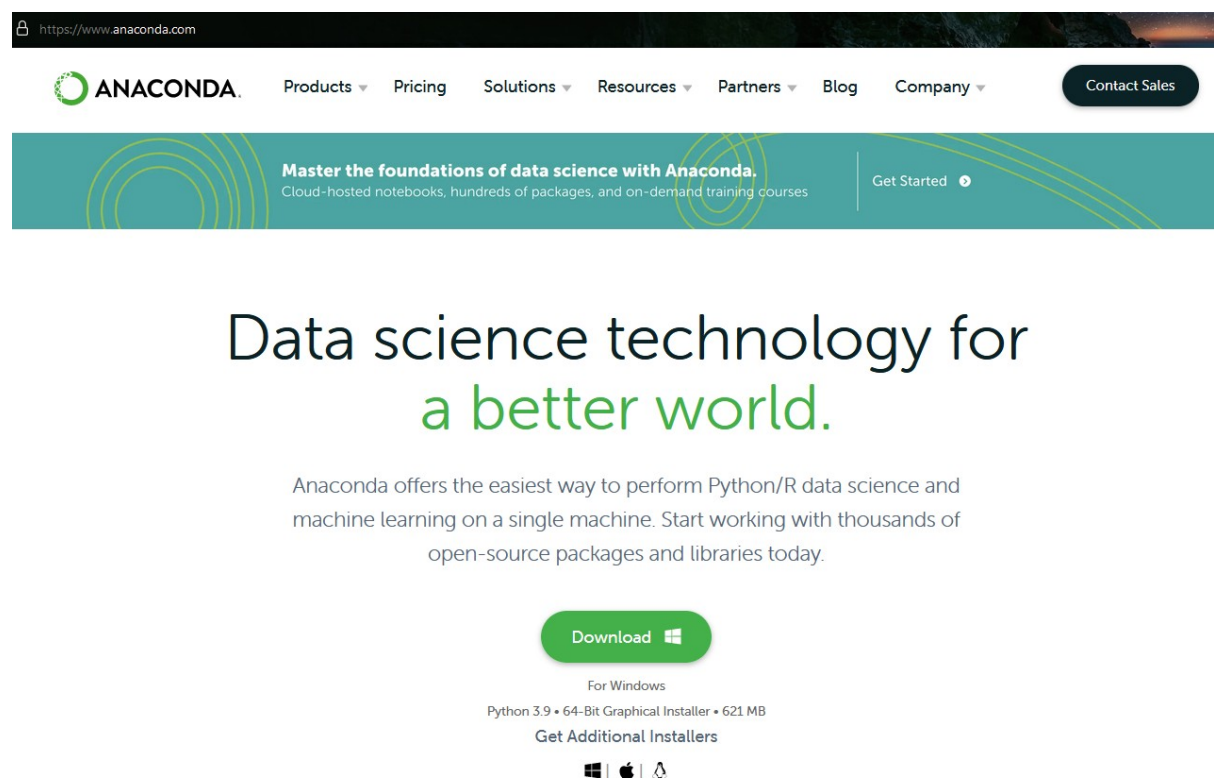 https://www.anaconda.com
ANACONDA.
Products Pricing Solutions Resources Partners Blog Company Contact Sales
Master the foundations of data science with Anaconda.
Cloud-hosted notebooks, hundreds of packages, and on-demand training courses
Get Started
Data science technology for
a better world.
Anaconda offers the easiest way to perform Python/R data science and
machine learning on a single machine. Start working with thousands of
open-source packages and libraries today.
Download
For Windows
Python 3.9 • 64-Bit Graphical Installer • 621 MB
Get Additional Installers